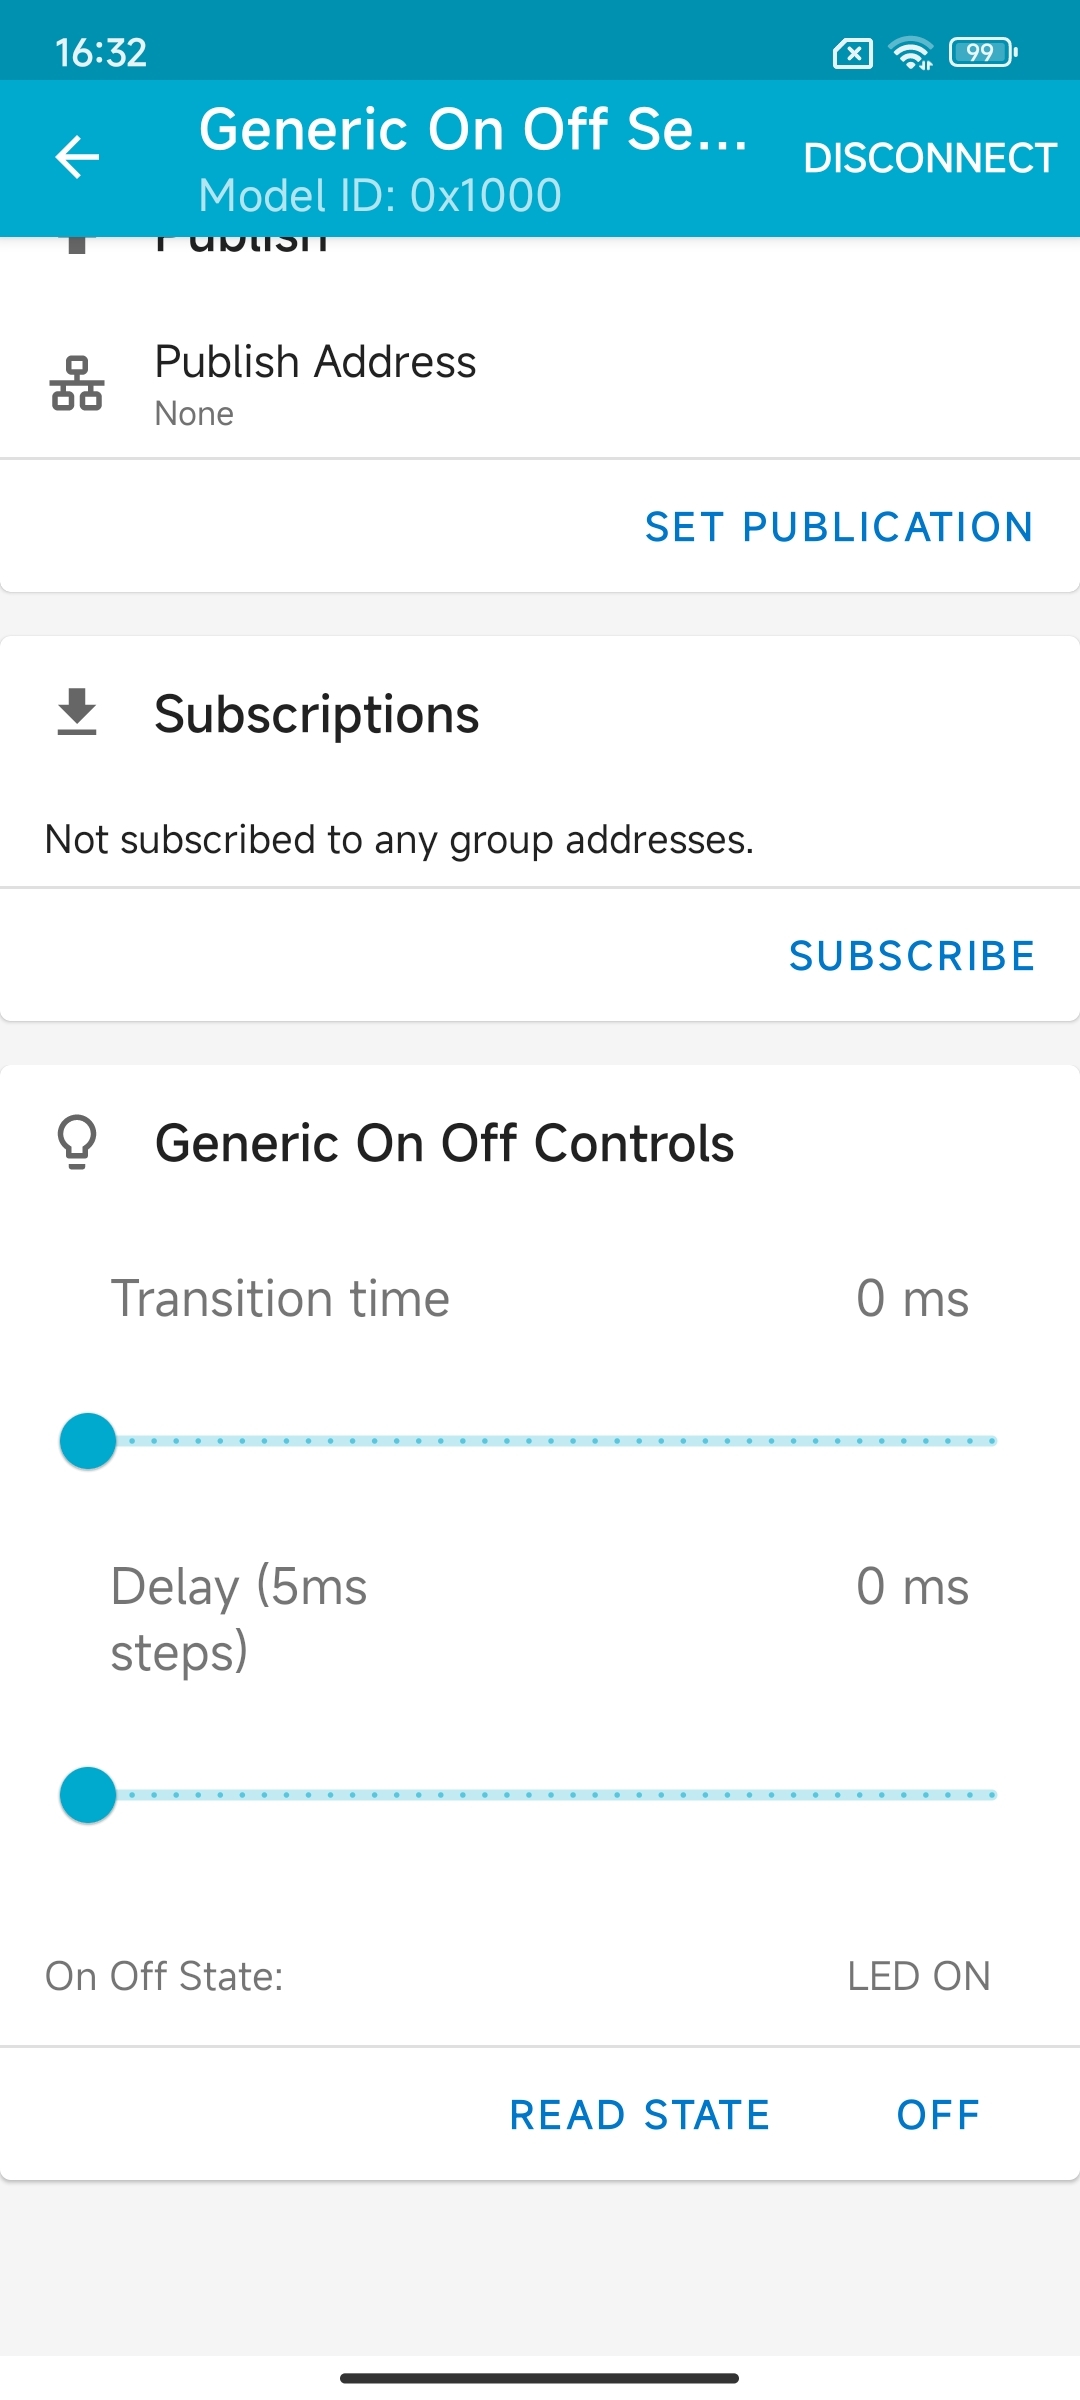 16:32
99
Generic On Off Se...
DISCONNECT
Model ID: 0x1000
Publish
Publish Address
None
SET PUBLICATION
Subscriptions
Not subscribed to any group addresses.
SUBSCRIBE
Generic On Off Controls
Transition time
0 ms
Delay (5ms
steps)
0 ms
On Off State:
LED ON
READ STATE
OFF